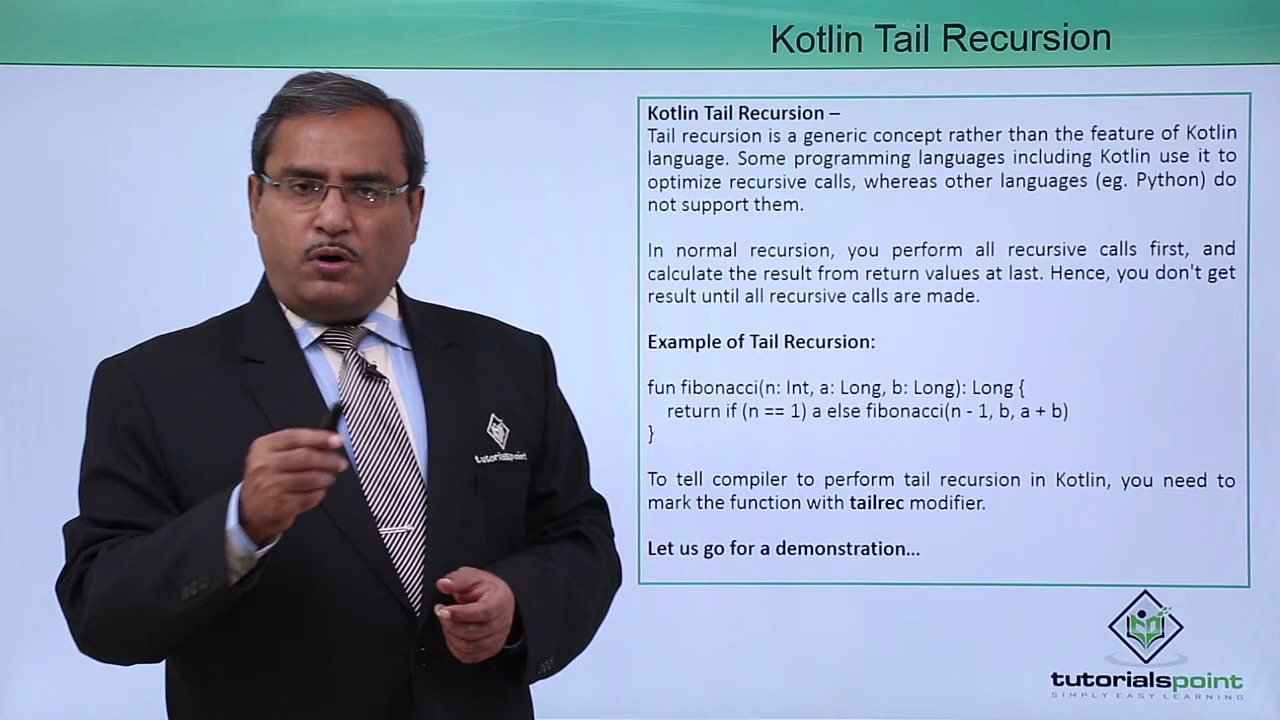 Kotlin Tail Recursion
Kotlin Tail Recursion –
Tail recursion is a generic concept rather than the feature of Kotlin
language. Some programming languages including Kotlin use it to
optimize recursive calls, whereas other languages (eg. Python) do
not support them.
In normal recursion, you perform all recursive calls first, and
calculate the result from return values at last. Hence, you don't get
result until all recursive calls are made.
Example of Tail Recursion:
fun fibonacci(n: Int, a: Long, b: Long): Long {
return if (n == 1) a else fibonacci(n - 1, b, a + b)
}
To tell compiler to perform tail recursion in Kotlin, you need to
mark the function with tailrec modifier.
Let us go for a demonstration...
tutorialspoint
tutorialspoint
SIMPLY EASY LEARNING